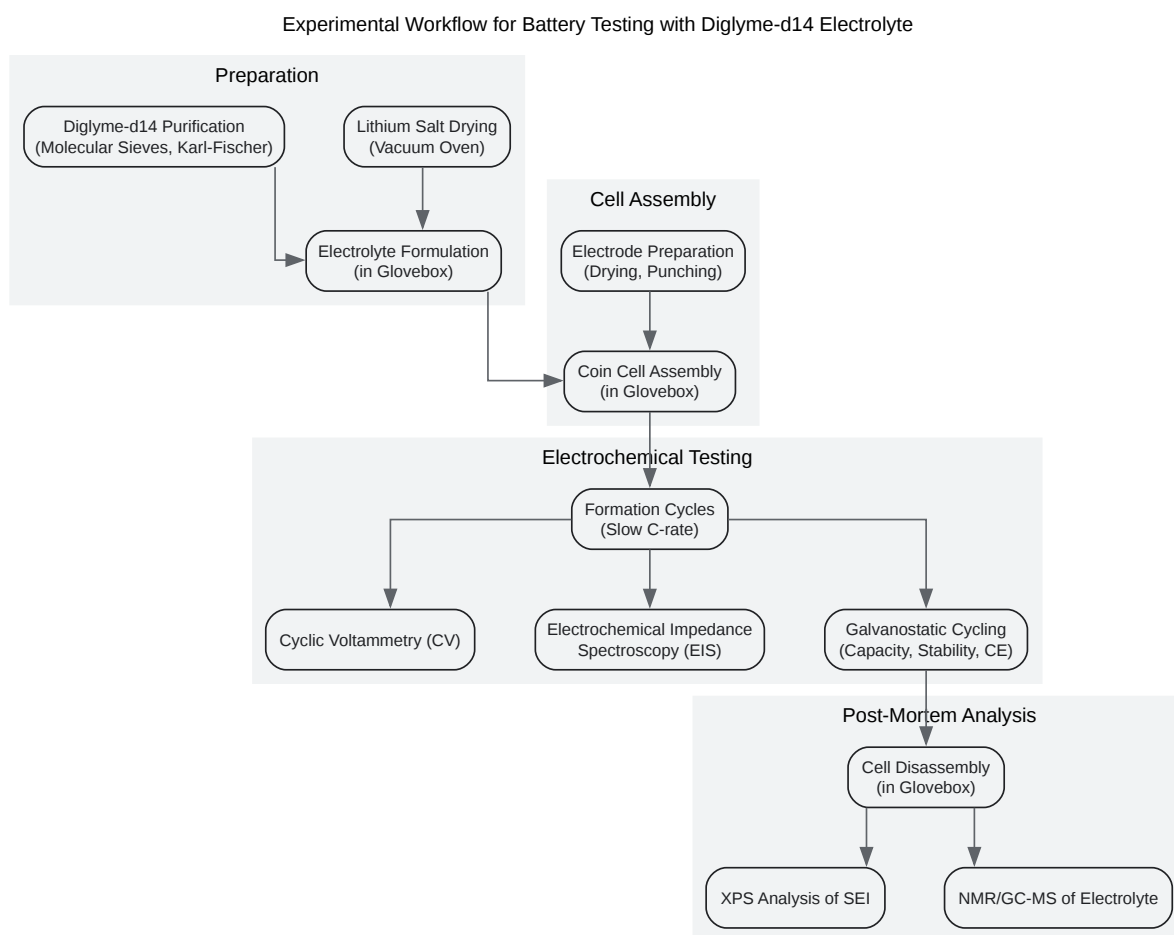 Experimental Workflow for Battery Testing with Diglyme-d14 Electrolyte
Preparation
Diglyme-d14 Purification
(Molecular Sieves, Karl-Fischer)
Lithium Salt Drying
(Vacuum Oven)
Electrolyte Formulation
(in Glovebox)
Cell Assembly
Electrode Preparation
(Drying, Punching)
Coin Cell Assembly
(in Glovebox)
Electrochemical Testing
Formation Cycles
(Slow C-rate)
Cyclic Voltammetry (CV)
Electrochemical Impedance
Spectroscopy (EIS)
Galvanostatic Cycling
(Capacity, Stability, CE)
Post-Mortem Analysis
Cell Disassembly
(in Glovebox)
XPS Analysis of SEI
NMR/GC-MS of Electrolyte